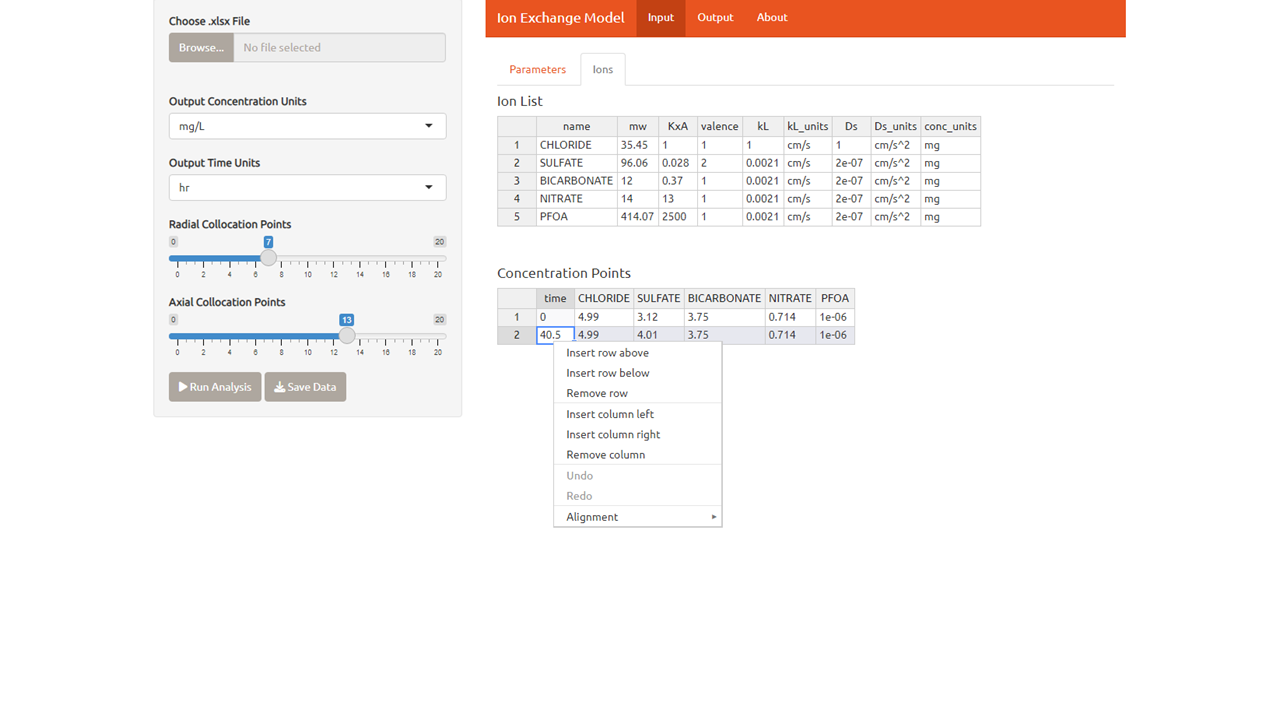 Choose .xlsx File
Browse... No file selected
Output Concentration Units
mg/L
Output Time Units
hr
Radial Collocation Points
0 7 20
0 2 4 6 8 10 12 14 16 18 20
Axial Collocation Points
0 13 20
0 2 4 6 8 10 12 14 16 18 20
Run Analysis Save Data
Ion Exchange Model Input Output About
Parameters Ions
Ion List
name mw KxA valence kL kL_units Ds Ds_units conc_units
1 CHLORIDE 35.45 1 1 1 cm/s 1 cm/s^2 mg
2 SULFATE 96.06 0.028 2 0.0021 cm/s 2e-07 cm/s^2 mg
3 BICARBONATE 12 0.37 1 0.0021 cm/s 2e-07 cm/s^2 mg
4 NITRATE 14 13 1 0.0021 cm/s 2e-07 cm/s^2 mg
5 PFOA 414.07 2500 1 0.0021 cm/s 2e-07 cm/s^2 mg
Concentration Points
time CHLORIDE SULFATE BICARBONATE NITRATE PFOA
1 0 4.99 3.12 3.75 0.714 1e-06
2 40.5 4.99 4.01 3.75 0.714 1e-06
Insert row above
Insert row below
Remove row
Insert column left
Insert column right
Remove column
Undo
Redo
Alignment